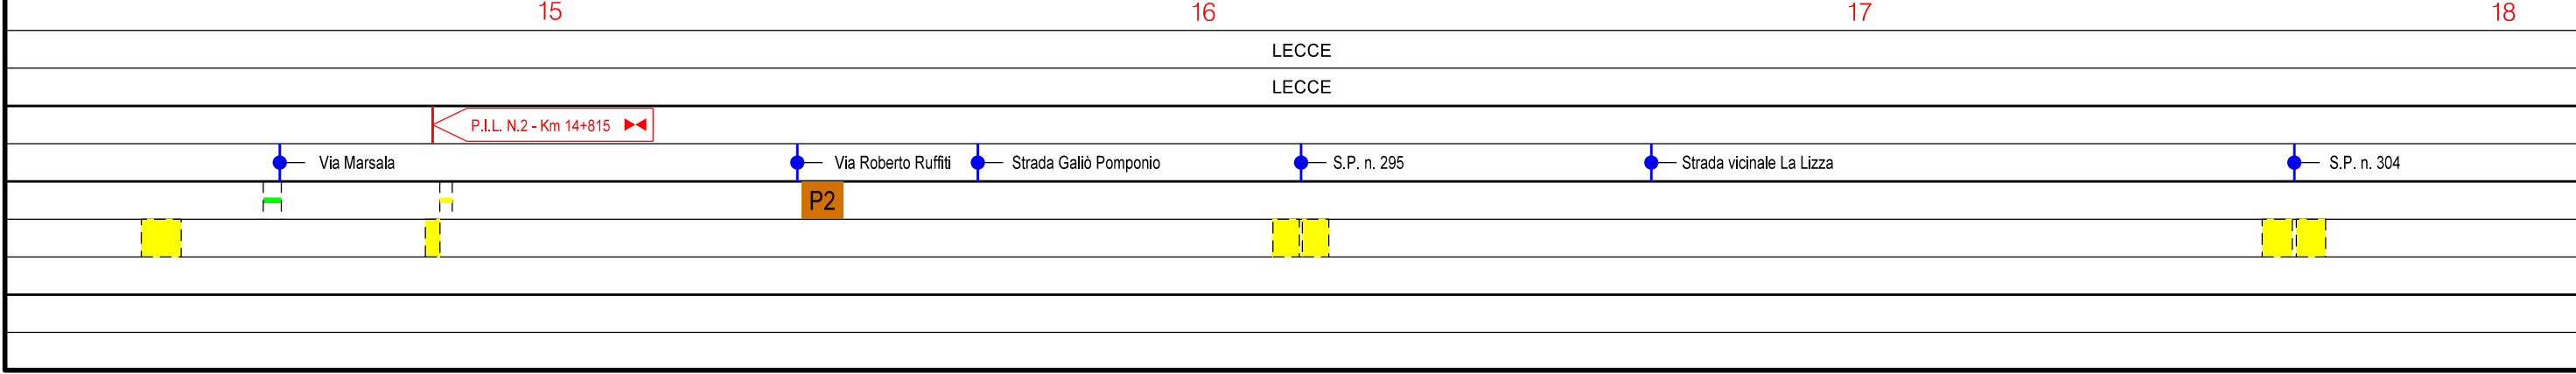 15 16 17 18
LECCE
LECCE
P.I.L. N.2 - Km 14+815
Via Marsala Via Roberto Ruffiti Strada Galiò Pomponio S.P. n. 295 Strada vicinale La Lizza S.P. n. 304
P2